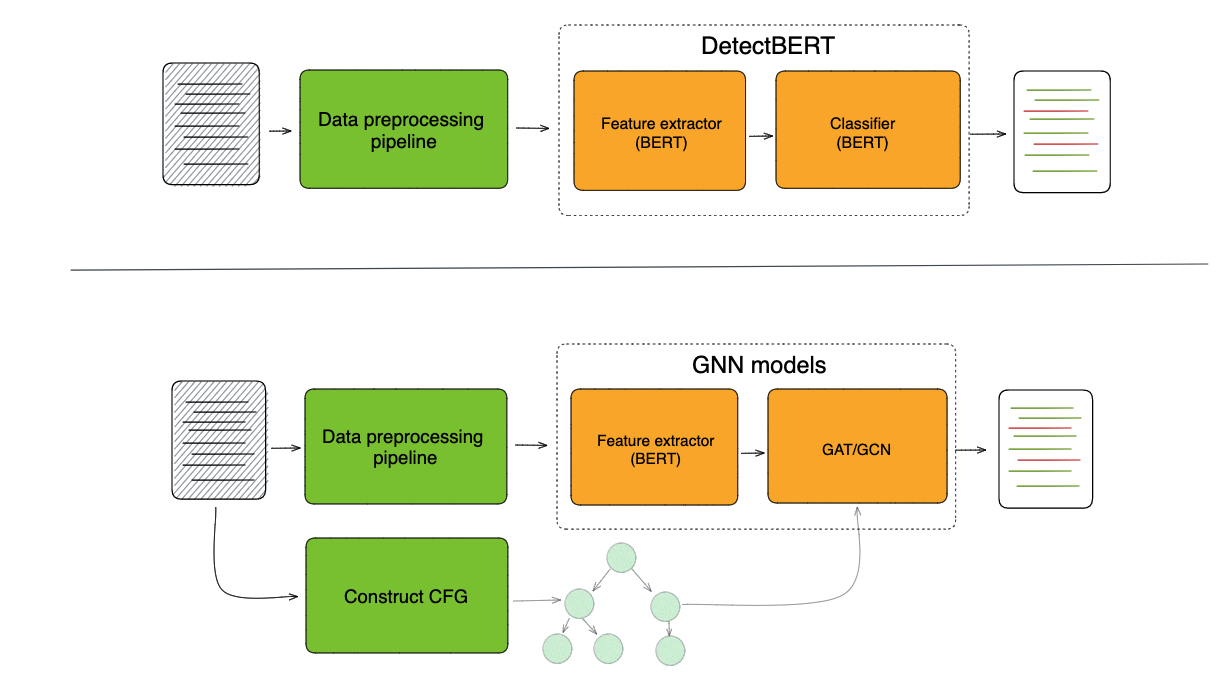 DetectBERT
Data preprocessing
pipeline
Feature extractor
(BERT)
Classifier
(BERT)
GNN models
Data preprocessing
pipeline
Feature extractor
(BERT)
GAT/GCN
Construct CFG